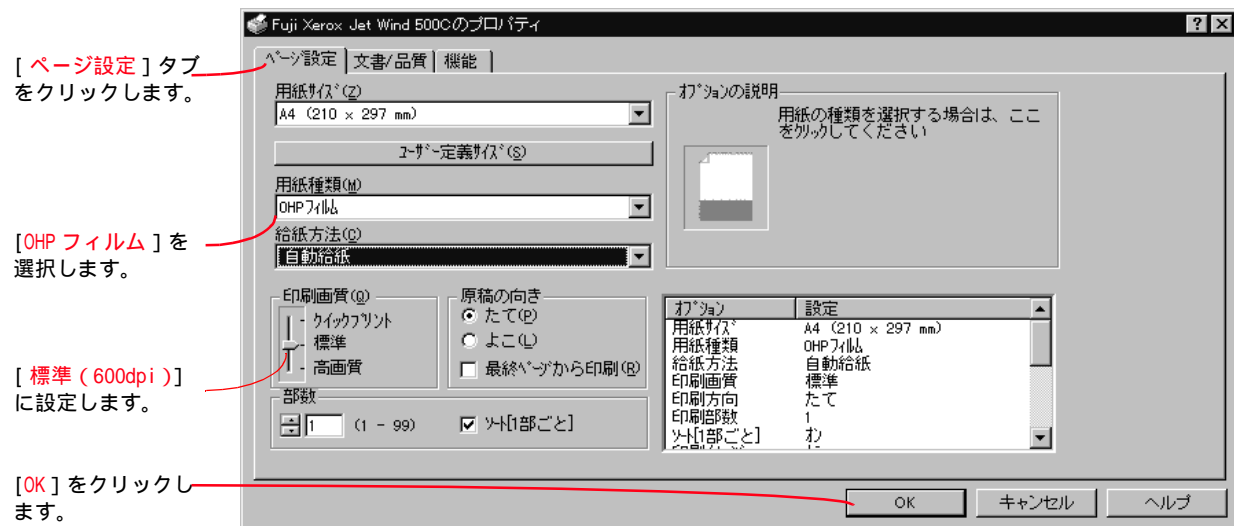 Fuji Xerox Jet Wind 500Cのプロパティ
[ ページ設定 ] タブ
をクリックします。
ﾍﾟｰｼﾞ設定
文書/品質
機能
用紙ｻｲｽﾞ(Z)
A4 (210 × 297 mm)
ﾕｰｻﾞｰ定義ｻｲｽﾞ(S)
用紙種類(M)
OHPﾌｨﾙﾑ
[OHP フィルム ] を
選択します。
給紙方法(C)
自動給紙
ｵﾌﾟｼｮﾝの説明
用紙の種類を選択する場合は、ここ
をｸﾘｯｸしてください
印刷画質(Q)
ｸｲｯｸﾌﾟﾘﾝﾄ
標準
高画質
[ 標準 ( 600dpi )]
に設定します。
原稿の向き
たて(P)
よこ(L)
最終ﾍﾟｰｼﾞから印刷(R)
部数
1
(1 - 99)
ｿｰﾄ[1部ごと]
ｵﾌﾟｼｮﾝ 設定
用紙ｻｲｽﾞ A4 (210 × 297 mm)
用紙種類 OHPﾌｨﾙﾑ
給紙方法 自動給紙
印刷画質 標準
印刷方向 たて
印刷部数 1
ｿｰﾄ[1部ごと] ｵﾝ
[OK ] をクリックし
ます。
OK
キャンセル
ヘルプ